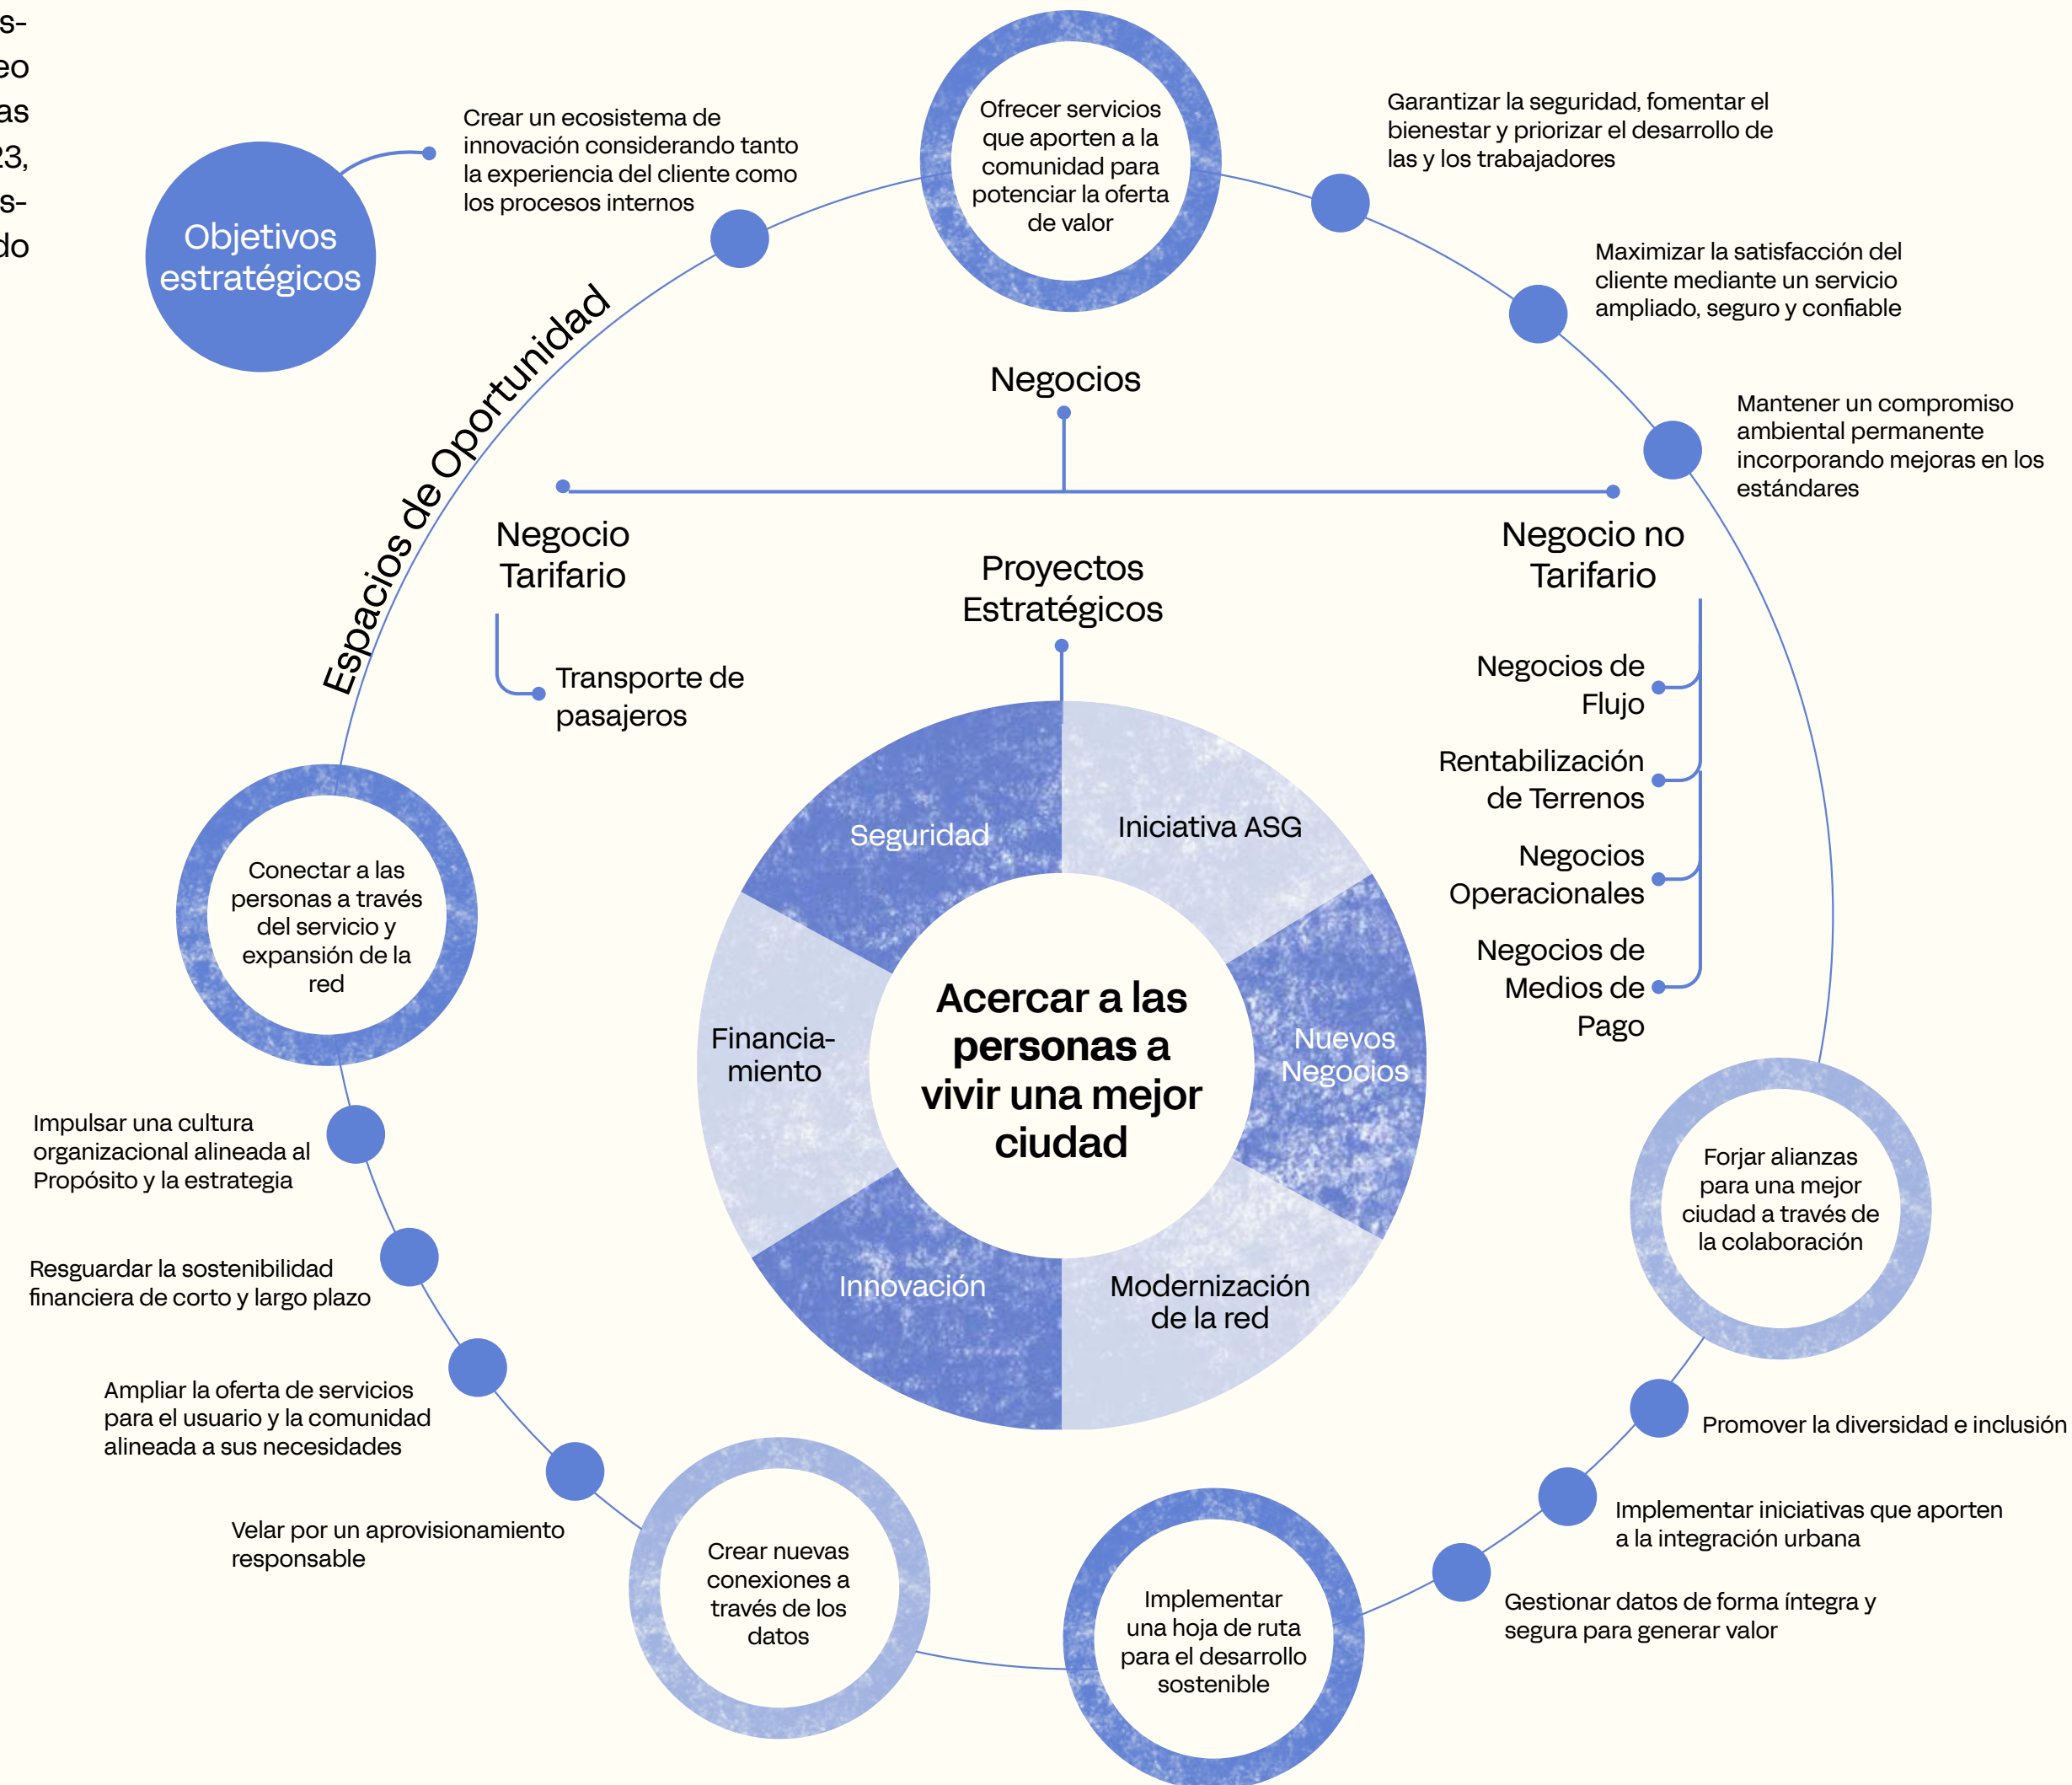 s-
eo
as
23,
s-
do
Objetivos
estratégicos
Crear un ecosistema de
innovación considerando tanto
la experiencia del cliente como
los procesos internos
Ofrecer servicios
que aporten a la
comunidad para
potenciar la oferta
de valor
Garantizar la seguridad, fomentar el
bienestar y priorizar el desarrollo de
las y los trabajadores
Maximizar la satisfacción del
cliente mediante un servicio
ampliado, seguro y confiable
Mantener un compromiso
ambiental permanente
incorporando mejoras en los
estándares
Espacios de Oportunidad
Negocios
Negocio
Tarifario
Transporte de
pasajeros
Proyectos
Estratégicos
Negocio no
Tarifario
Negocios de
Flujo
Rentabilización
de Terrenos
Negocios
Operacionales
Negocios de
Medios de
Pago
Seguridad
Iniciativa ASG
Financia-
miento
Nuevos
Negocios
Innovación
Modernización
de la red
Acercar a las
personas a
vivir una mejor
ciudad
Conectar a las
personas a través
del servicio y
expansión de la
red
Impulsar una cultura
organizacional alineada al
Propósito y la estrategia
Resguardar la sostenibilidad
financiera de corto y largo plazo
Ampliar la oferta de servicios
para el usuario y la comunidad
alineada a sus necesidades
Velar por un aprovisionamiento
responsable
Crear nuevas
conexiones a
través de los
datos
Implementar
una hoja de ruta
para el desarrollo
sostenible
Forjar alianzas
para una mejor
ciudad a través de
la colaboración
Promover la diversidad e inclusión
Implementar iniciativas que aporten
a la integración urbana
Gestionar datos de forma íntegra y
segura para generar valor